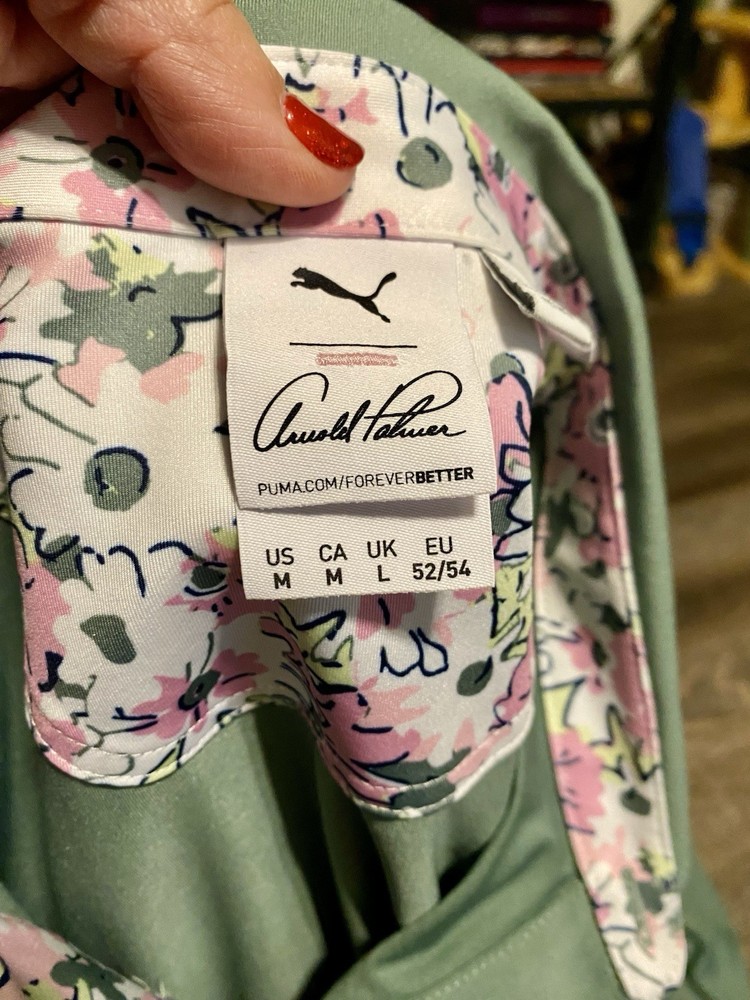 Arnold Palmer
PUMA.COM/FOREVERBETTER
US CA UK EU
M M L 52/54